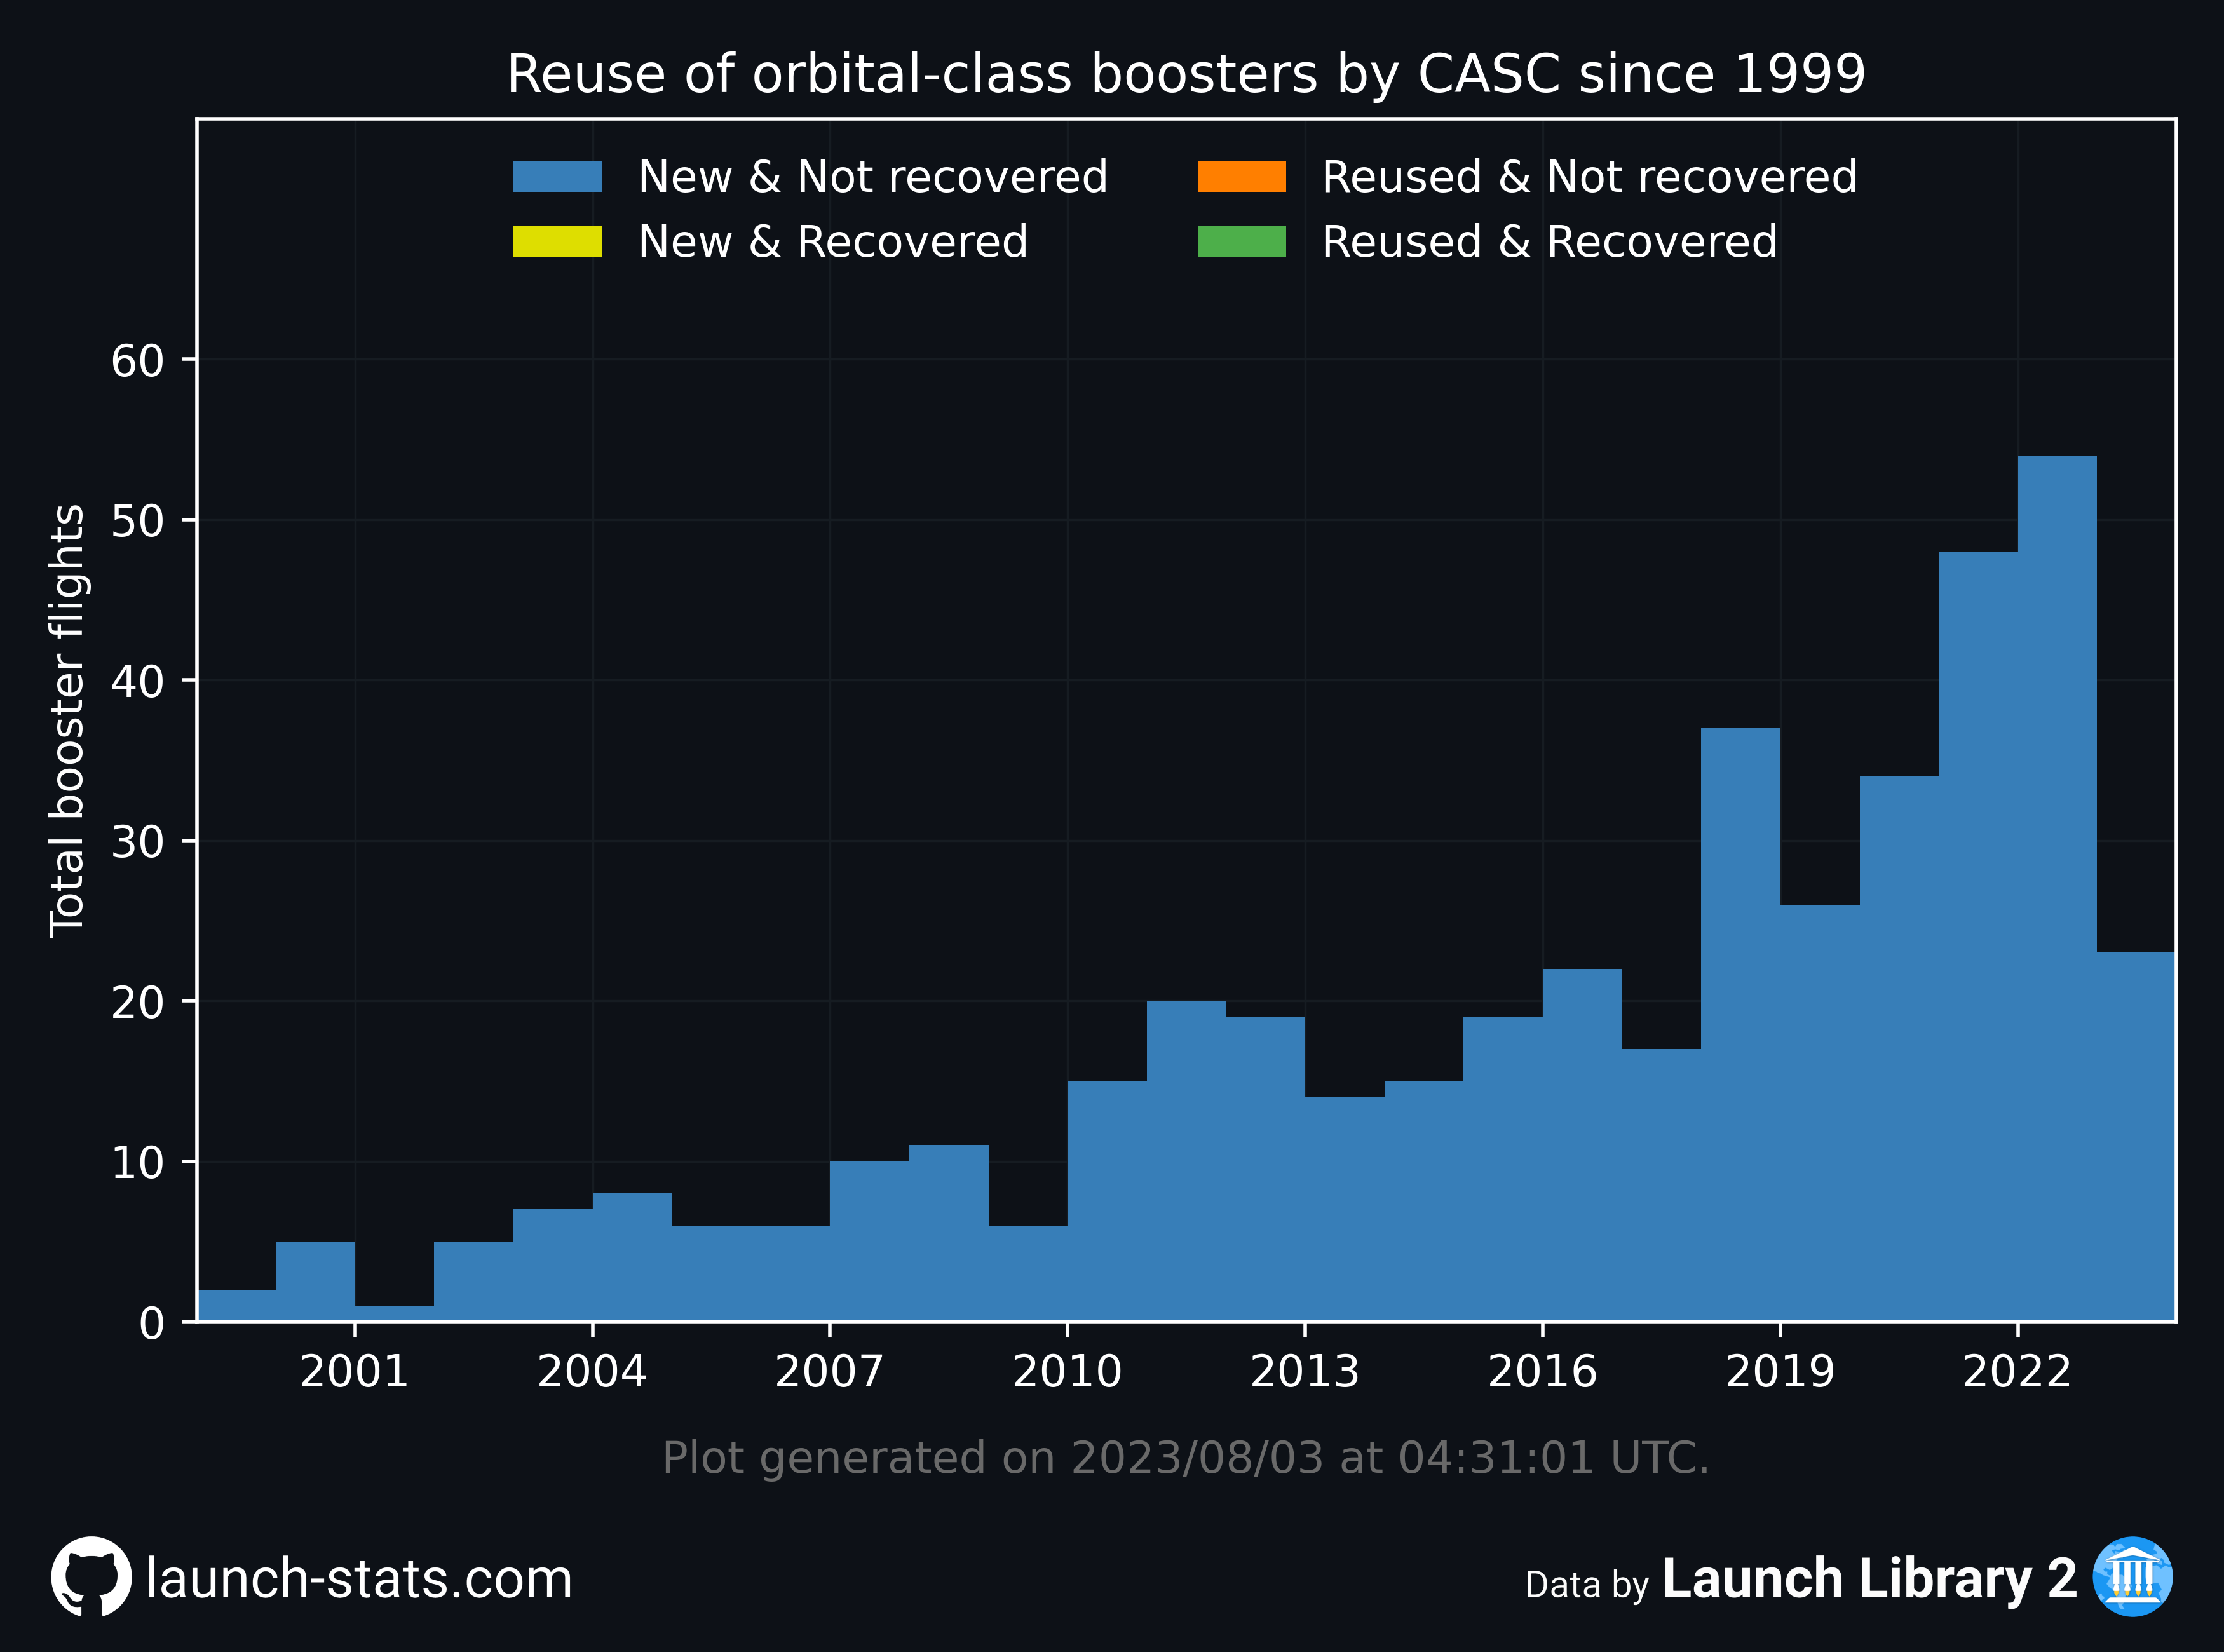 Reuse of orbital-class boosters by CASC since 1999
New & Not recovered
New & Recovered
Reused & Not recovered
Reused & Recovered
Total booster flights
60
50
40
30
20
10
0
2001 2004 2007 2010 2013 2016 2019 2022
Plot generated on 2023/08/03 at 04:31:01 UTC.
launch-stats.com
Data by Launch Library 2